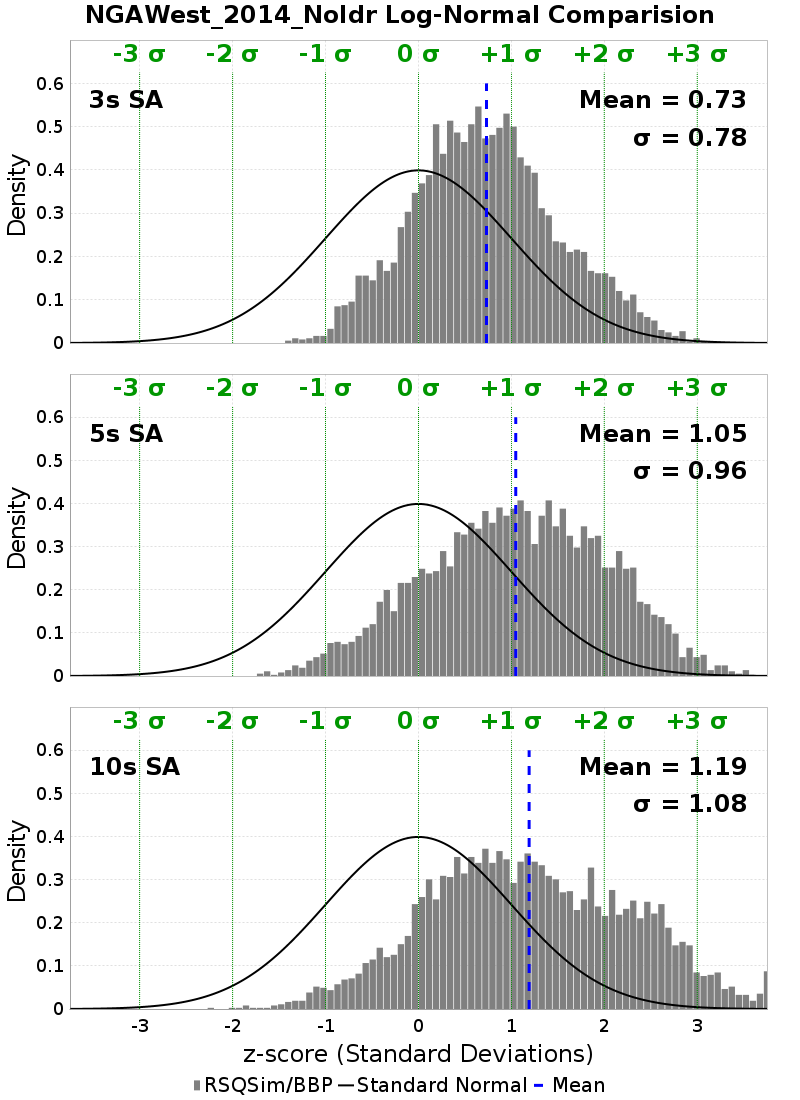 NGAWest_2014_NoIdr Log-Normal Comparision
-3 σ -2 σ -1 σ 0 σ +1 σ +2 σ +3 σ
3s SA
Mean = 0.73
σ = 0.78
Density
0.6
0.5
0.4
0.3
0.2
0.1
0
-3 σ -2 σ -1 σ 0 σ +1 σ +2 σ +3 σ
5s SA
Mean = 1.05
σ = 0.96
Density
0.6
0.5
0.4
0.3
0.2
0.1
0
-3 σ -2 σ -1 σ 0 σ +1 σ +2 σ +3 σ
10s SA
Mean = 1.19
σ = 1.08
Density
0.6
0.5
0.4
0.3
0.2
0.1
0
-3 -2 -1 0 1 2 3
z-score (Standard Deviations)
RSQSim/BBP Standard Normal Mean